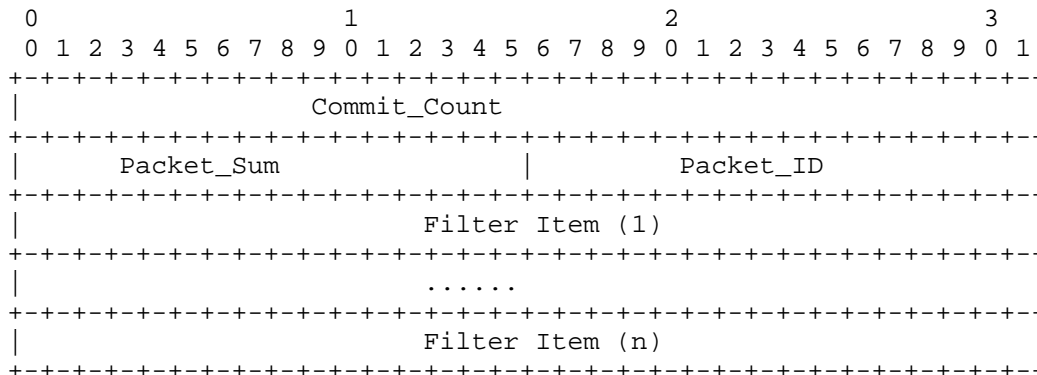 0                   1                   2                   3
 0 1 2 3 4 5 6 7 8 9 0 1 2 3 4 5 6 7 8 9 0 1 2 3 4 5 6 7 8 9 0 1
+-+-+-+-+-+-+-+-+-+-+-+-+-+-+-+-+-+-+-+-+-+-+-+-+-+-+-+-+-+-+-+-
|                  Commit_Count
+-+-+-+-+-+-+-+-+-+-+-+-+-+-+-+-+-+-+-+-+-+-+-+-+-+-+-+-+-+-+-+-
|      Packet_Sum               |         Packet_ID
+-+-+-+-+-+-+-+-+-+-+-+-+-+-+-+-+-+-+-+-+-+-+-+-+-+-+-+-+-+-+-+-
|                         Filter Item (1)
+-+-+-+-+-+-+-+-+-+-+-+-+-+-+-+-+-+-+-+-+-+-+-+-+-+-+-+-+-+-+-+-
|                         ......
+-+-+-+-+-+-+-+-+-+-+-+-+-+-+-+-+-+-+-+-+-+-+-+-+-+-+-+-+-+-+-+-
|                         Filter Item (n)
+-+-+-+-+-+-+-+-+-+-+-+-+-+-+-+-+-+-+-+-+-+-+-+-+-+-+-+-+-+-+-+-